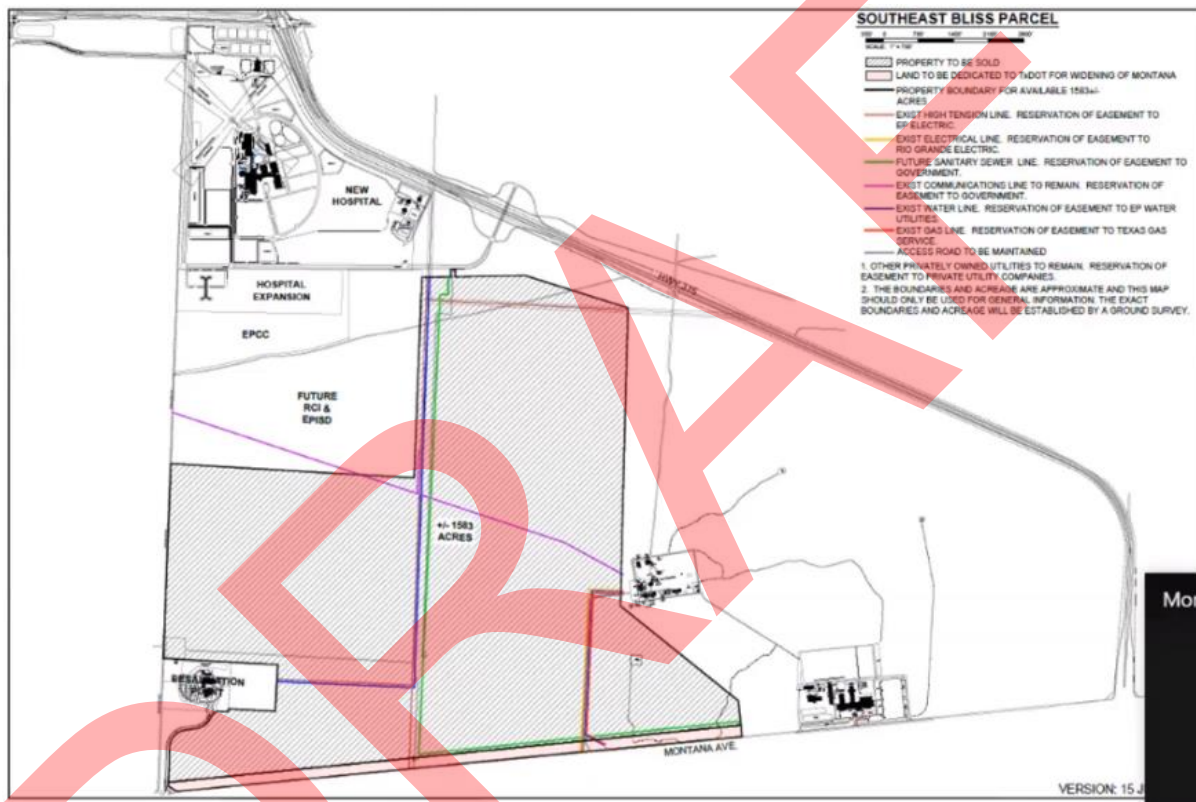 SOUTHEAST BLISS PARCEL
PROPERTY TO BE SOLD
LAND TO BE DEDICATED TO TxDOT FOR WIDENING OF MONTANA
PROPERTY BOUNDARY FOR AVAILABLE 1583+/-
ACRES
EXIST HIGH TENSION LINE. RESERVATION OF EASEMENT TO
EP ELECTRIC.
EXIST ELECTRICAL LINE. RESERVATION OF EASEMENT TO
RIO GRANDE ELECTRIC.
FUTURE SANITARY SEWER LINE. RESERVATION OF EASEMENT TO
GOVERNMENT.
EXIST COMMUNICATIONS LINE TO REMAIN. RESERVATION OF
EASEMENT TO GOVERNMENT.
EXIST WATER LINE. RESERVATION OF EASEMENT TO EP WATER
UTILITIES.
EXIST GAS LINE. RESERVATION OF EASEMENT TO TEXAS GAS
SERVICE.
ACCESS ROAD TO BE MAINTAINED
1. OTHER PRIVATELY OWNED UTILITIES TO REMAIN. RESERVATION OF
EASEMENT TO PRIVATE UTILITY COMPANIES.
2. THE BOUNDARIES AND ACREAGE ARE APPROXIMATE AND THIS MAP
SHOULD ONLY BE USED FOR GENERAL INFORMATION. THE EXACT
BOUNDARIES AND ACREAGE WILL BE ESTABLISHED BY A GROUND SURVEY.
NEW
HOSPITAL
HOSPITAL
EXPANSION
EPCC
FUTURE
RCI &
EPISD
+/- 1583
ACRES
MONTANA AVE.
DRAFT
Mon
VERSION: 15 J